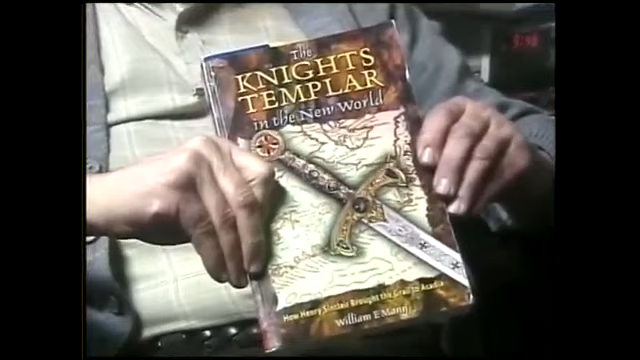 The
KNIGHTS
TEMPLAR
in the New World
How Henry Sinclair Brought the Grail to Acadia
William F. Mann